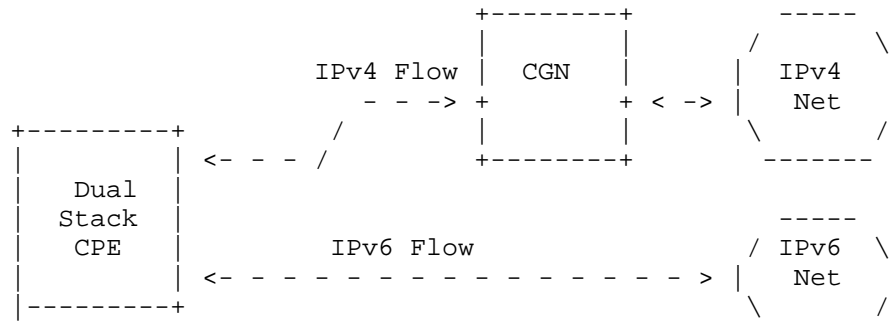 IPv4 Flow CGN IPv4
Net
Dual
Stack
CPE IPv6 Flow IPv6
Net